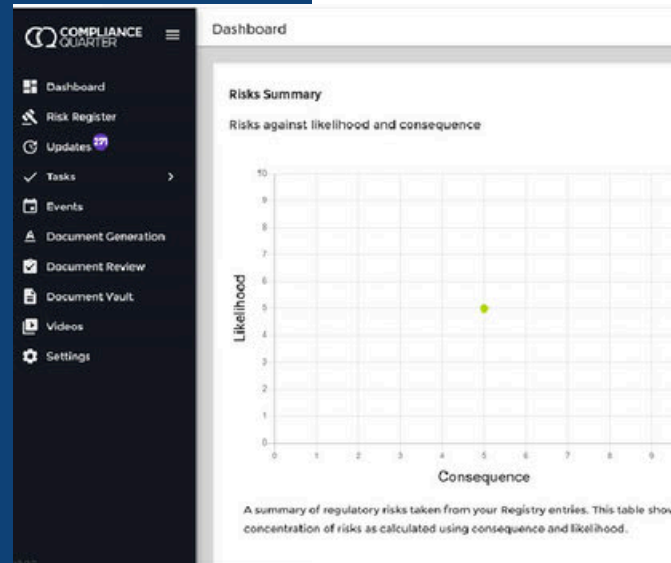 COMPLIANCE
QUARTER
Dashboard
Risk Register
Updates 271
Tasks
Events
Document Generation
Document Review
Document Vault
Videos
Settings
Dashboard
Risks Summary
Risks against likelihood and consequence
Likelihood
10
9
8
7
6
5
4
3
2
1
0
0 1 2 3 4 5 6 7 8 9
Consequence
A summary of regulatory risks taken from your Registry entries. This table show
concentration of risks as calculated using consequence and likelihood.